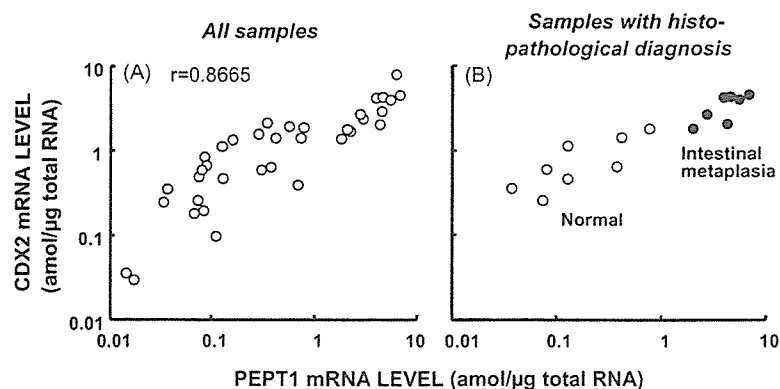 All samples
Samples with histo-
pathological diagnosis
(A) r=0.8665
(B)
CDX2 mRNA LEVEL
(amol/µg total RNA)
10
1
0.1
0.01
0.01 0.1 1 10
Normal
Intestinal
metaplasia
0.01 0.1 1 10
PEPT1 mRNA LEVEL (amol/µg total RNA)